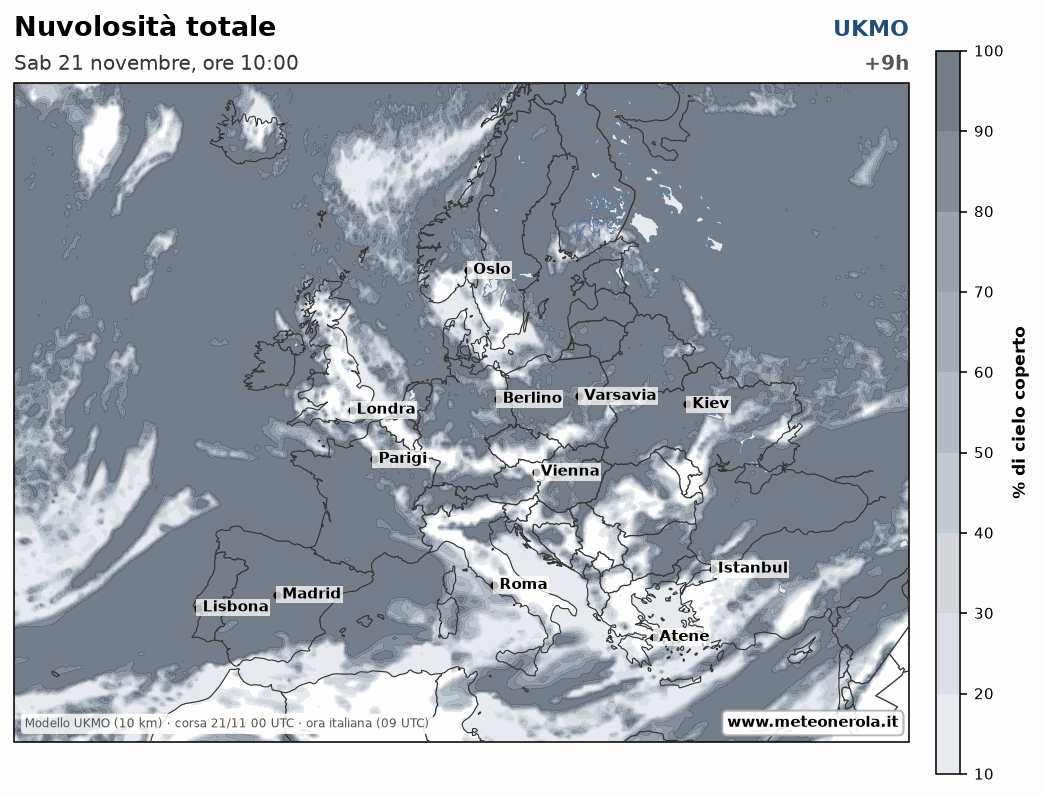 Nuvolosità totale
UKMO
Sab 21 novembre, ore 10:00
+9h
100
90
80
70
60
50
40
30
20
10
% di cielo coperto
Oslo
Berlino
Varsavia
Kiev
Londra
Parigi
Vienna
Istanbul
Roma
Madrid
Lisbona
Atene
Modello UKMO (10 km) · corsa 21/11 00 UTC · ora italiana (09 UTC)
www.meteonerola.it